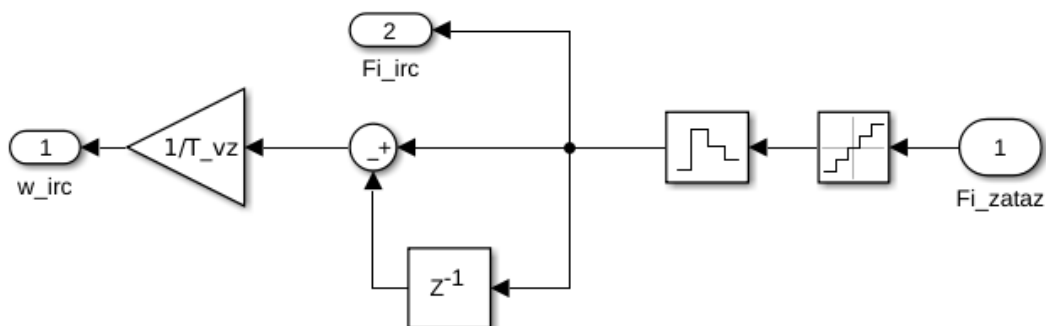 2
Fi_irc
1
w_irc
1/T_vz
_+
1
Fi_zataz
Z-1